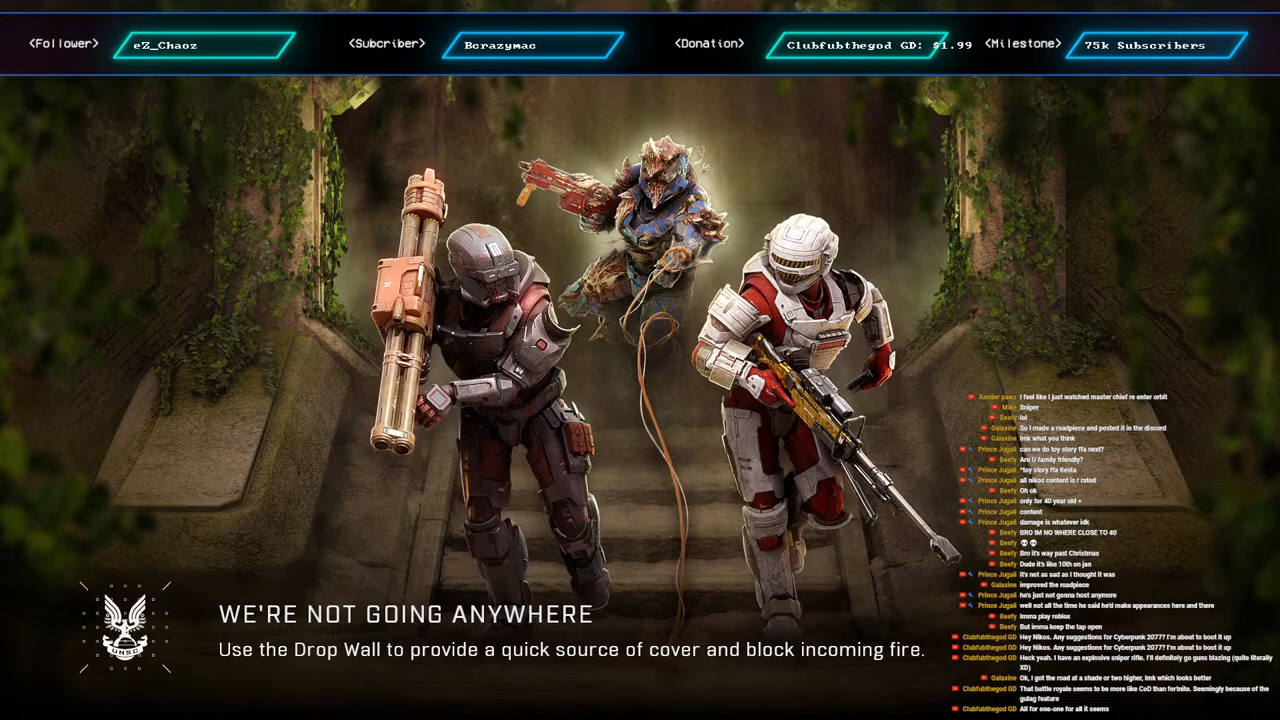 <Follower> eZ_Chaoz <Subcriber> Bcrazymac <Donation> Clubfubthegod GD: $1.99 <Milestone> 75k Subscribers
Xander pawz I feel like I just watched master chief re enter orbit
Mike Sniper
Beefy lol
Galaxine So I made a roadpiece and posted it in the discord
Galaxine lmk what you think
Prince Jugali can we do toy story ffa next?
Beefy Are U family friendly?
Prince Jugali *toy story ffa fiesta
Prince Jugali all nikos content is r rated
Beefy Oh ok
Prince Jugali only for 40 year old +
Prince Jugali content
Prince Jugali damage is whatever idk
Beefy BRO IM NO WHERE CLOSE TO 40
Beefy 💀💀
Beefy Bro it's way past Christmas
Beefy Dude it's like 10th on jan
Prince Jugali it's not as sad as I thought it was
Galaxine improved the roadpiece
Prince Jugali he's just not gonna host anymore
Prince Jugali well not all the time he said he'd make appearances here and there
Beefy Imma play roblox
Beefy But imma keep the tap open
Clubfubthegod GD Hey Nikos. Any suggestions for Cyberpunk 2077? I'm about to boot it up
Clubfubthegod GD Hey Nikos. Any suggestions for Cyberpunk 2077? I'm about to boot it up
Clubfubthegod GD Heck yeah. I have an explosive sniper rifle. I'll definitely go guns blazing (quite literally
XD)
Galaxine Ok, I got the road at a shade or two higher, lmk which looks better
Clubfubthegod GD That battle royale seems to be more like CoD than fortnite. Seemingly because of the
gulag feature
Clubfubthegod GD All for one-one for all it seems
UNSC
WE'RE NOT GOING ANYWHERE
Use the Drop Wall to provide a quick source of cover and block incoming fire.